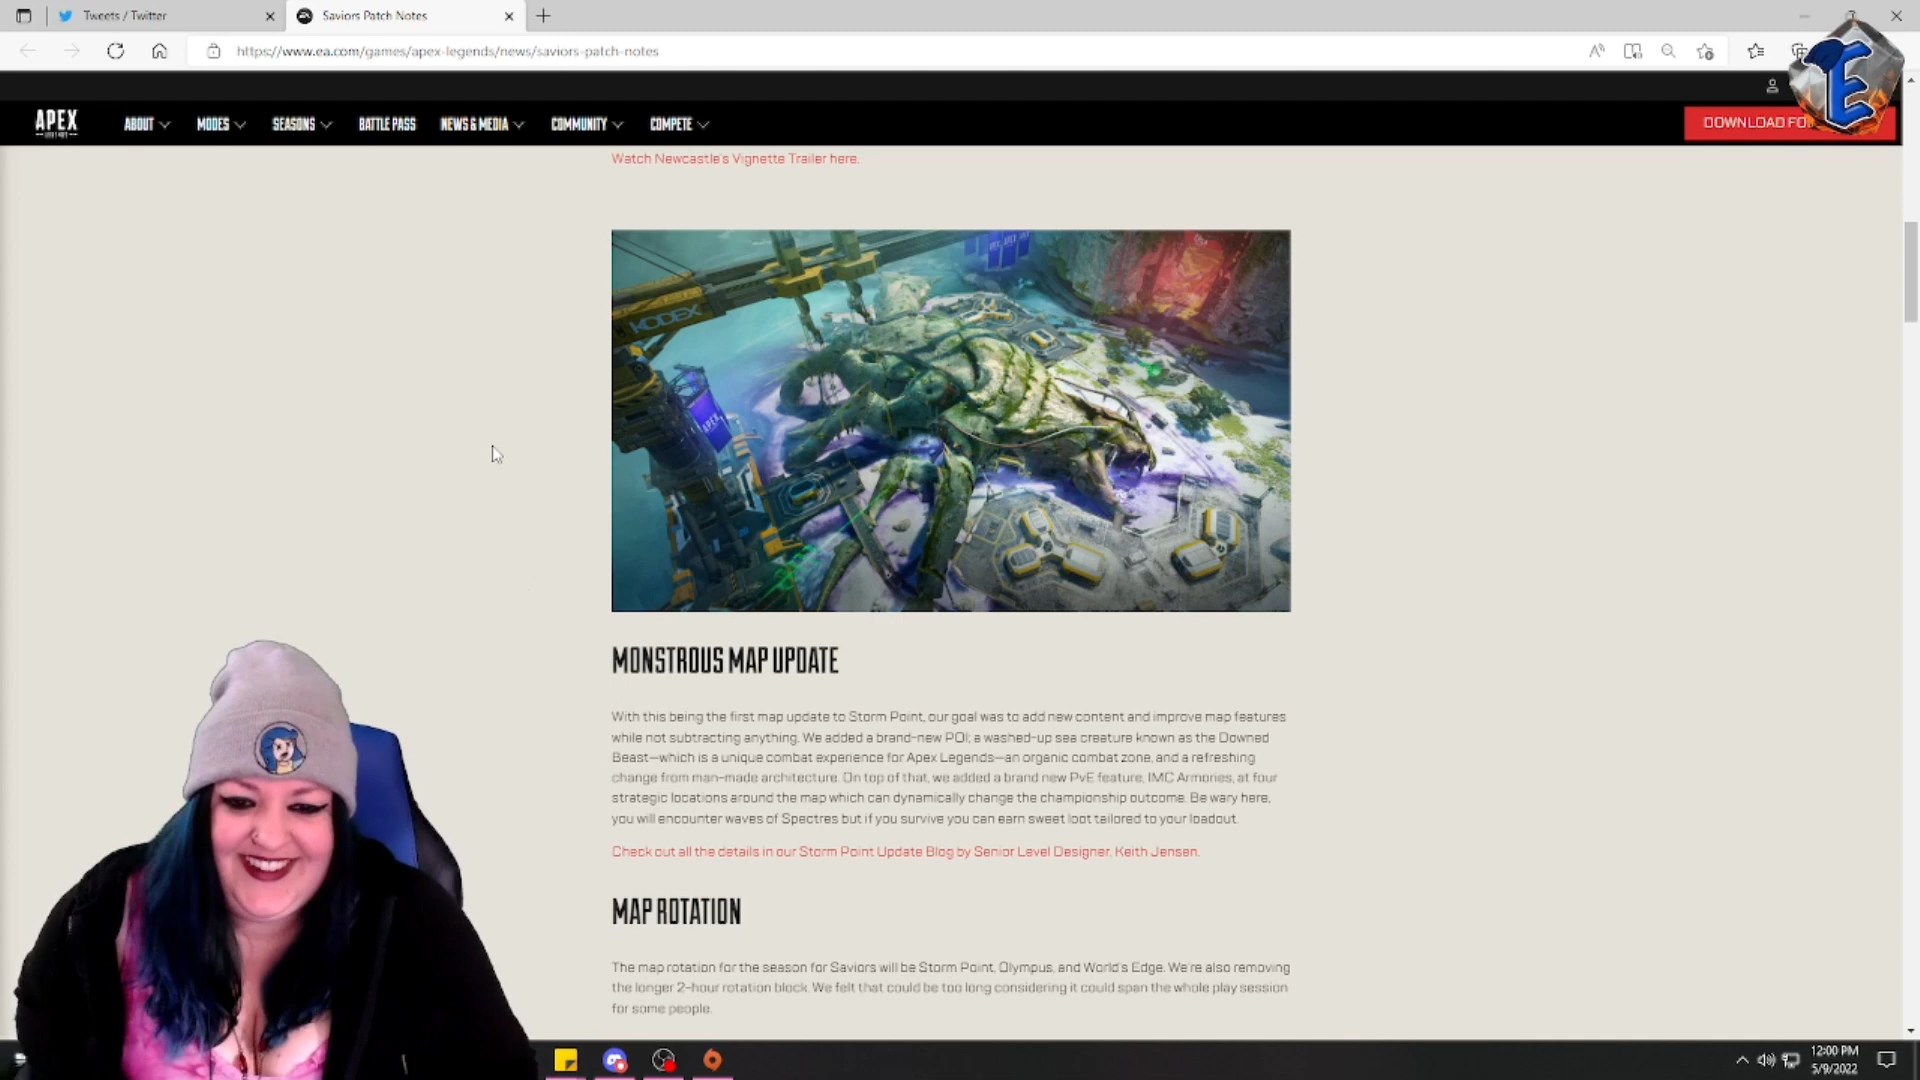 Tweets / Twitter
Saviors Patch Notes
https://www.ea.com/games/apex-legends/news/saviors-patch-notes
E
APEX
ABOUT
MODES
SEASONS
BATTLE PASS
NEWS & MEDIA
COMMUNITY
COMPETE
DOWNLOAD
Watch Newcastle's Vignette Trailer here.
KODEX
APEX
MONSTROUS MAP UPDATE
With this being the first map update to Storm Point, our goal was to add new content and improve map features
while not subtracting anything. We added a brand-new POI; a washed-up sea creature known as the Downed
Beast—which is a unique combat experience for Apex Legends—an organic combat zone, and a refreshing
change from man-made architecture. On top of that, we added a brand new PvE feature, IMC Armories, at four
strategic locations around the map which can dynamically change the championship outcome. Be wary here,
you will encounter waves of Spectres but if you survive you can earn sweet loot tailored to your loadout.
Check out all the details in our Storm Point Update Blog by Senior Level Designer, Keith Jensen.
MAP ROTATION
The map rotation for the season for Saviors will be Storm Point, Olympus, and World's Edge. We're also removing
the longer 2-hour rotation block. We felt that could be too long considering it could span the whole play session
for some people.
12:00 PM
5/9/2022